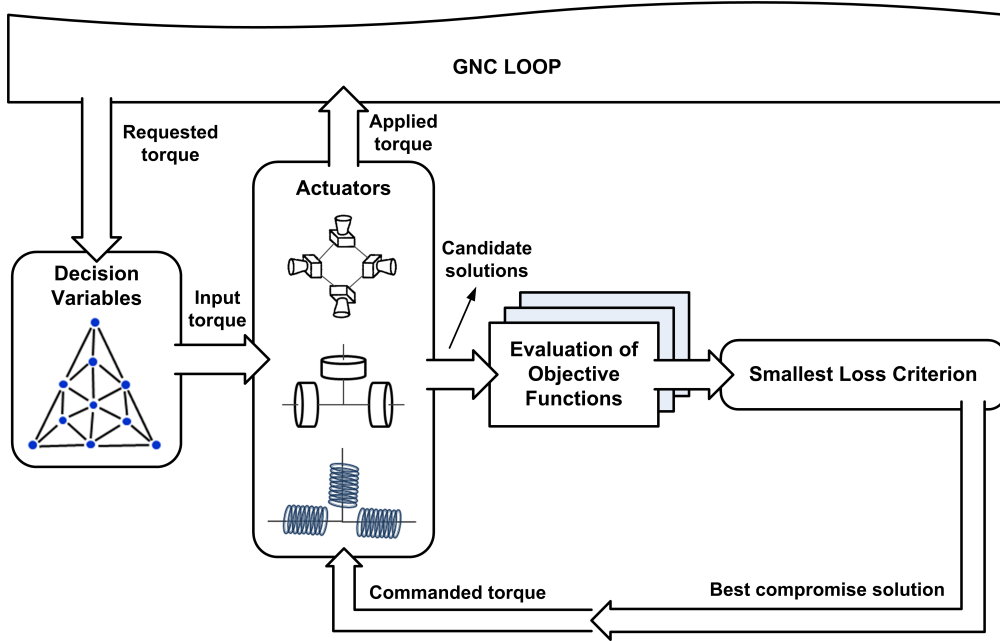 GNC LOOP
Requested
torque
Applied
torque
Actuators
Decision
Variables
Input
torque
Candidate
solutions
Evaluation of
Objective
Functions
Smallest Loss Criterion
Commanded torque
Best compromise solution